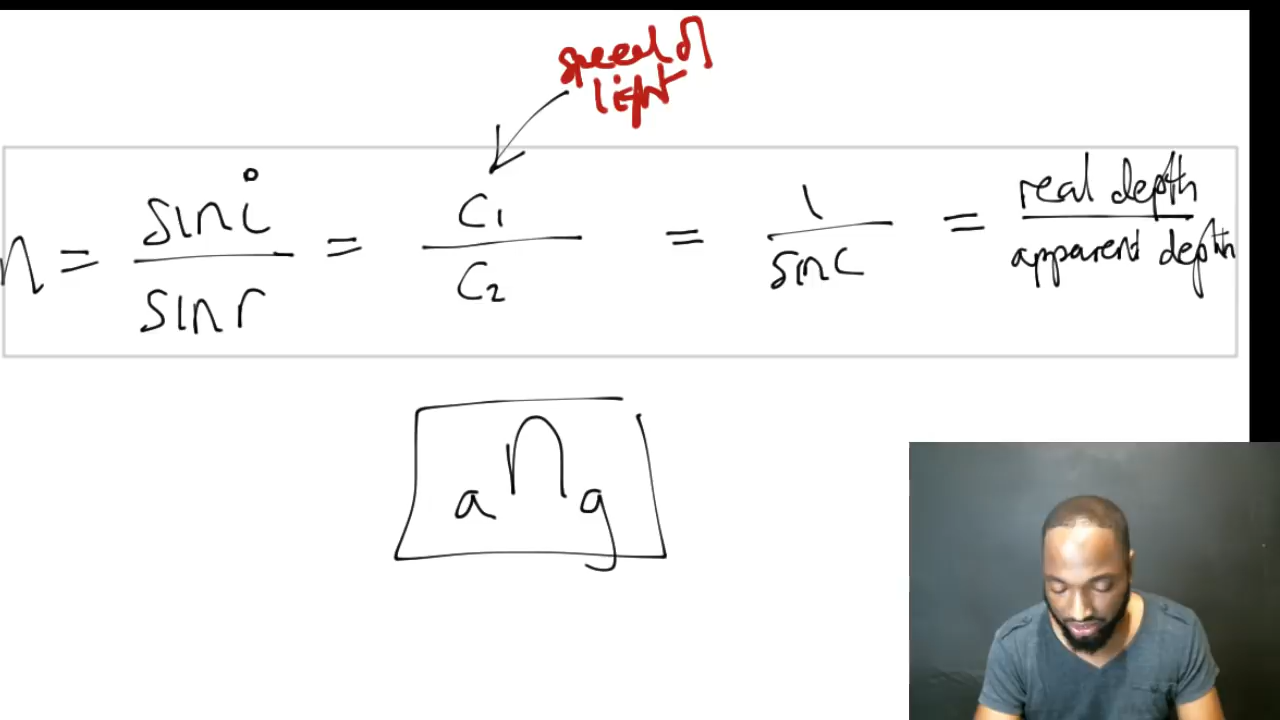 speed of
light
n = sin i / sin r = c1 / c2 = 1 / sin c = real depth / apparent depth
a n g